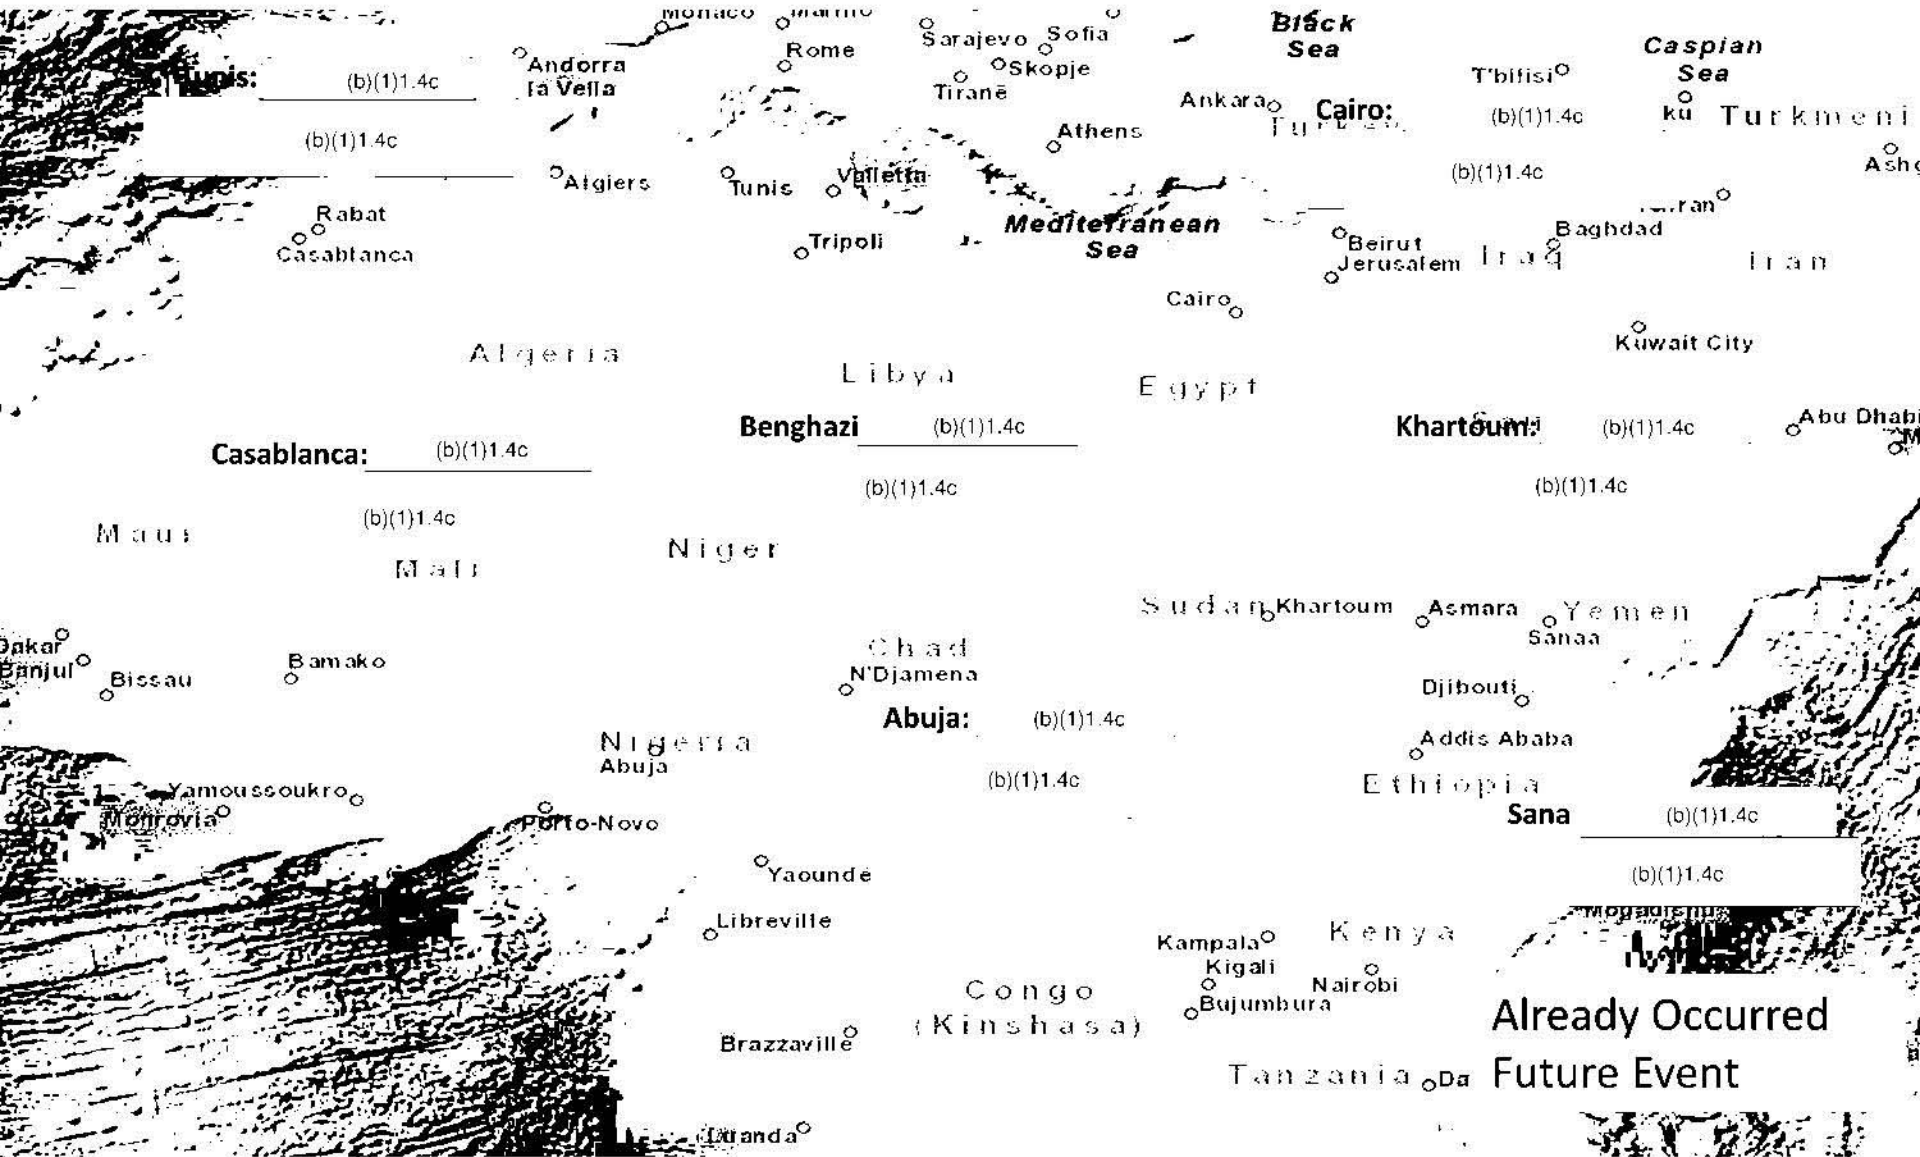 Monaco
Black
Sea
Sarajevo
Sofia
Rome
Skopje
Caspian
Sea
Andorra
la Vella
T'bilisi
Tunis:
(b)(1)1.4c
Tiranë
Ankara
Cairo:
(b)(1)1.4c
Turkmeni
Athens
(b)(1)1.4c
Ashg
(b)(1)1.4c
Algiers
Tunis
Valletta
Rabat
Casablanca
Mediterranean
Sea
Tripoli
Beirut
Jerusalem
Baghdad
Iraq
Iran
Cairo
Kuwait City
Algeria
Libya
Egypt
Casablanca:
(b)(1)1.4c
(b)(1)1.4c
Benghazi
(b)(1)1.4c
(b)(1)1.4c
Khartoum:
(b)(1)1.4c
(b)(1)1.4c
Abu Dhabi
M
Maur
Mali
Niger
Sudan
Khartoum
Asmara
Yemen
Sanaa
Dakar
Banjul
Bissau
Bamako
Chad
N'Djamena
Djibouti
Abuja:
(b)(1)1.4c
(b)(1)1.4c
Nigeria
Abuja
Addis Ababa
Ethiopia
Yamoussoukro
Monrovia
Porto-Novo
Sana
(b)(1)1.4c
(b)(1)1.4c
Yaoundé
Libreville
Mogadishu
Kampala
Kenya
Kigali
Nairobi
Bujumbura
Congo
(Kinshasa)
Brazzaville
Already Occurred
Future Event
Tanzania
Da
Luanda